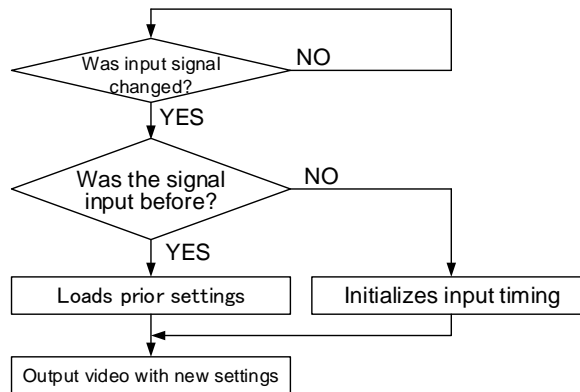 Was input signal
changed?
NO
YES
Was the signal
input before?
NO
YES
Loads prior settings
Initializes input timing
Output video with new settings